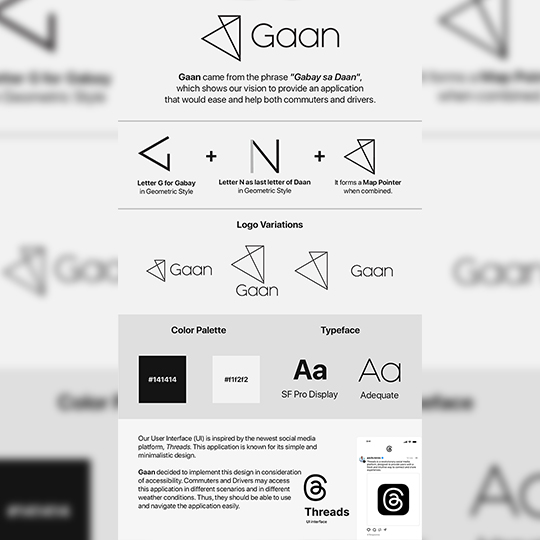 Gaan
Gaan came from the phrase "Gabay sa Daan",
which shows our vision to provide an application
that would ease and help both commuters and drivers.
+
+
Letter G for Gabay
in Geometric Style
Letter N as last letter of Daan
in Geometric Style
It forms a Map Pointer
when combined.
Logo Variations
Gaan
Gaan
Gaan
Color Palette
Typeface
#141414
#f1f2f2
Aa
SF Pro Display
Aa
Adequate
Our User Interface (UI) is inspired by the newest social media
platform, Threads. This application is known for its simple and
minimalistic design.
Gaan decided to implement this design in consideration
of accessibility. Commuters and Drivers may access
this application in different scenarios and in different
weather conditions. Thus, they should be able to use
and navigate the application easily.
Threads
UI interface